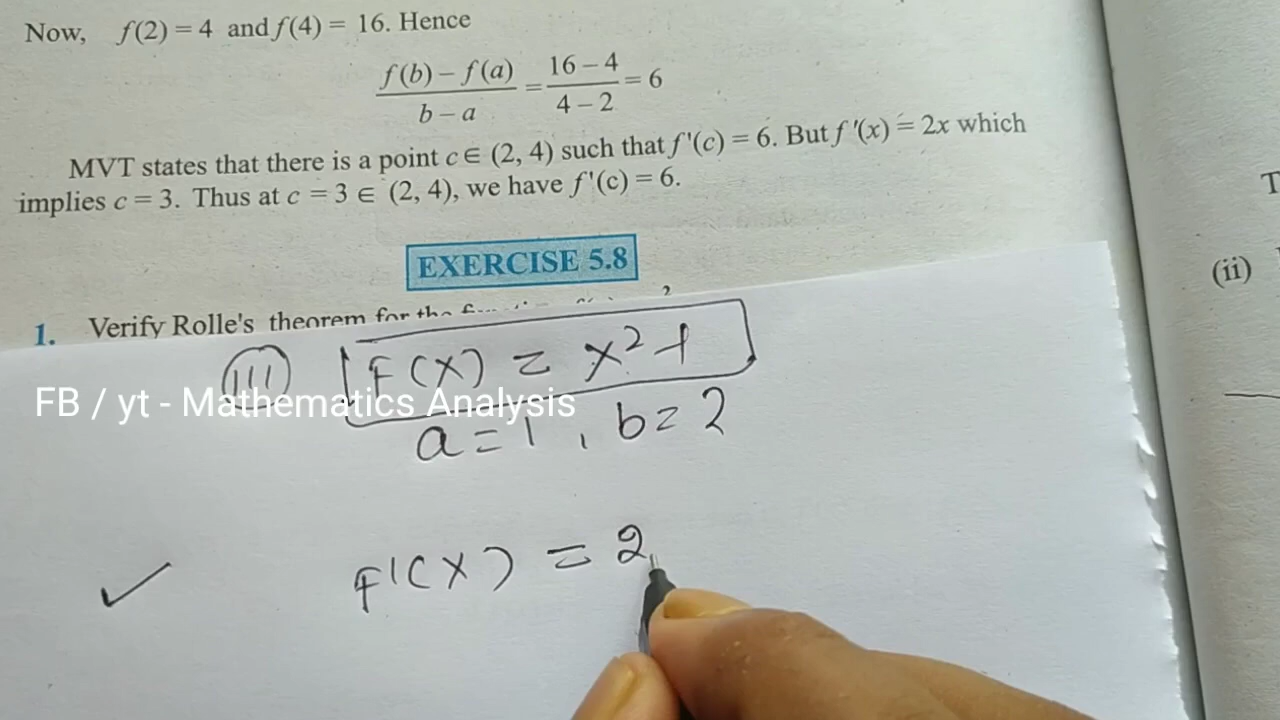 Now, f(2) = 4 and f(4) = 16. Hence
f(b) − f(a) / b − a = 16 − 4 / 4 − 2 = 6
MVT states that there is a point c ∈ (2, 4) such that f '(c) = 6. But f '(x) = 2x which
implies c = 3. Thus at c = 3 ∈ (2, 4), we have f '(c) = 6.
EXERCISE 5.8
1. Verify Rolle's theorem for the
(III) F(X) = X² +
FB / yt - Mathematics Analysis
a = 1, b = 2
F'(X) = 2
(ii)